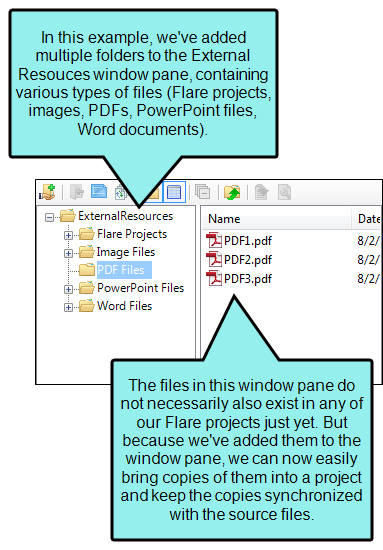 In this example, we've added
multiple folders to the External
Resouces window pane, containing
various types of files (Flare projects,
images, PDFs, PowerPoint files,
Word documents).
ExternalResources
Flare Projects
Image Files
PDF Files
PowerPoint Files
Word Files
Name Date
PDF1.pdf 8/2/
PDF2.pdf 8/2/
PDF3.pdf 8/2/
The files in this window pane do
not necessarily also exist in any of
our Flare projects just yet. But
because we've added them to the
window pane, we can now easily
bring copies of them into a project
and keep the copies synchronized
with the source files.